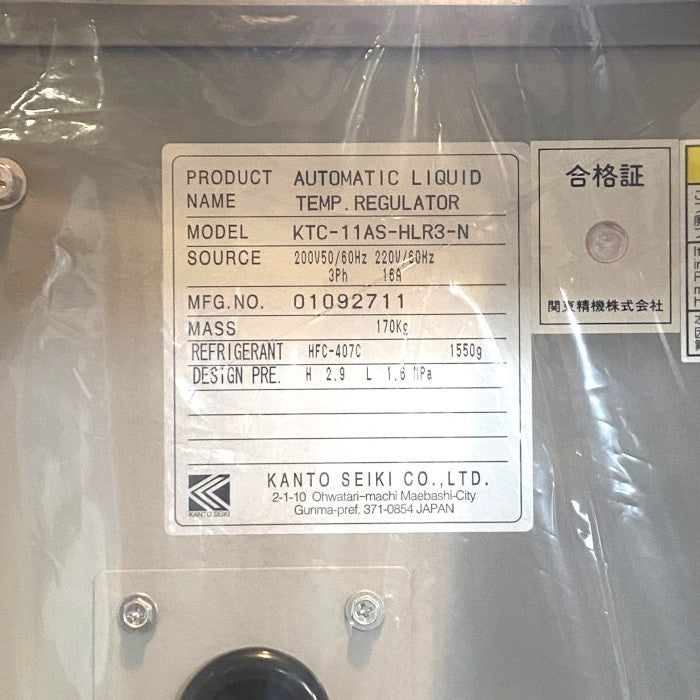 PRODUCT NAME AUTOMATIC LIQUID TEMP. REGULATOR
MODEL KTC-11AS-HLR3-N
SOURCE 200V50/60Hz 220V/60Hz
3Ph 16A
MFG.NO. 01092711
MASS 170Kg
REFRIGERANT HFC-407C 1550g
DESIGN PRE. H 2.9 L 1.6 MPa
KANTO SEIKI CO.,LTD.
2-1-10 Ohwatari-machi Maebashi-City
Gunma-pref. 371-0854 JAPAN
KANTO SEIKI
合格証
関東精機株式会社